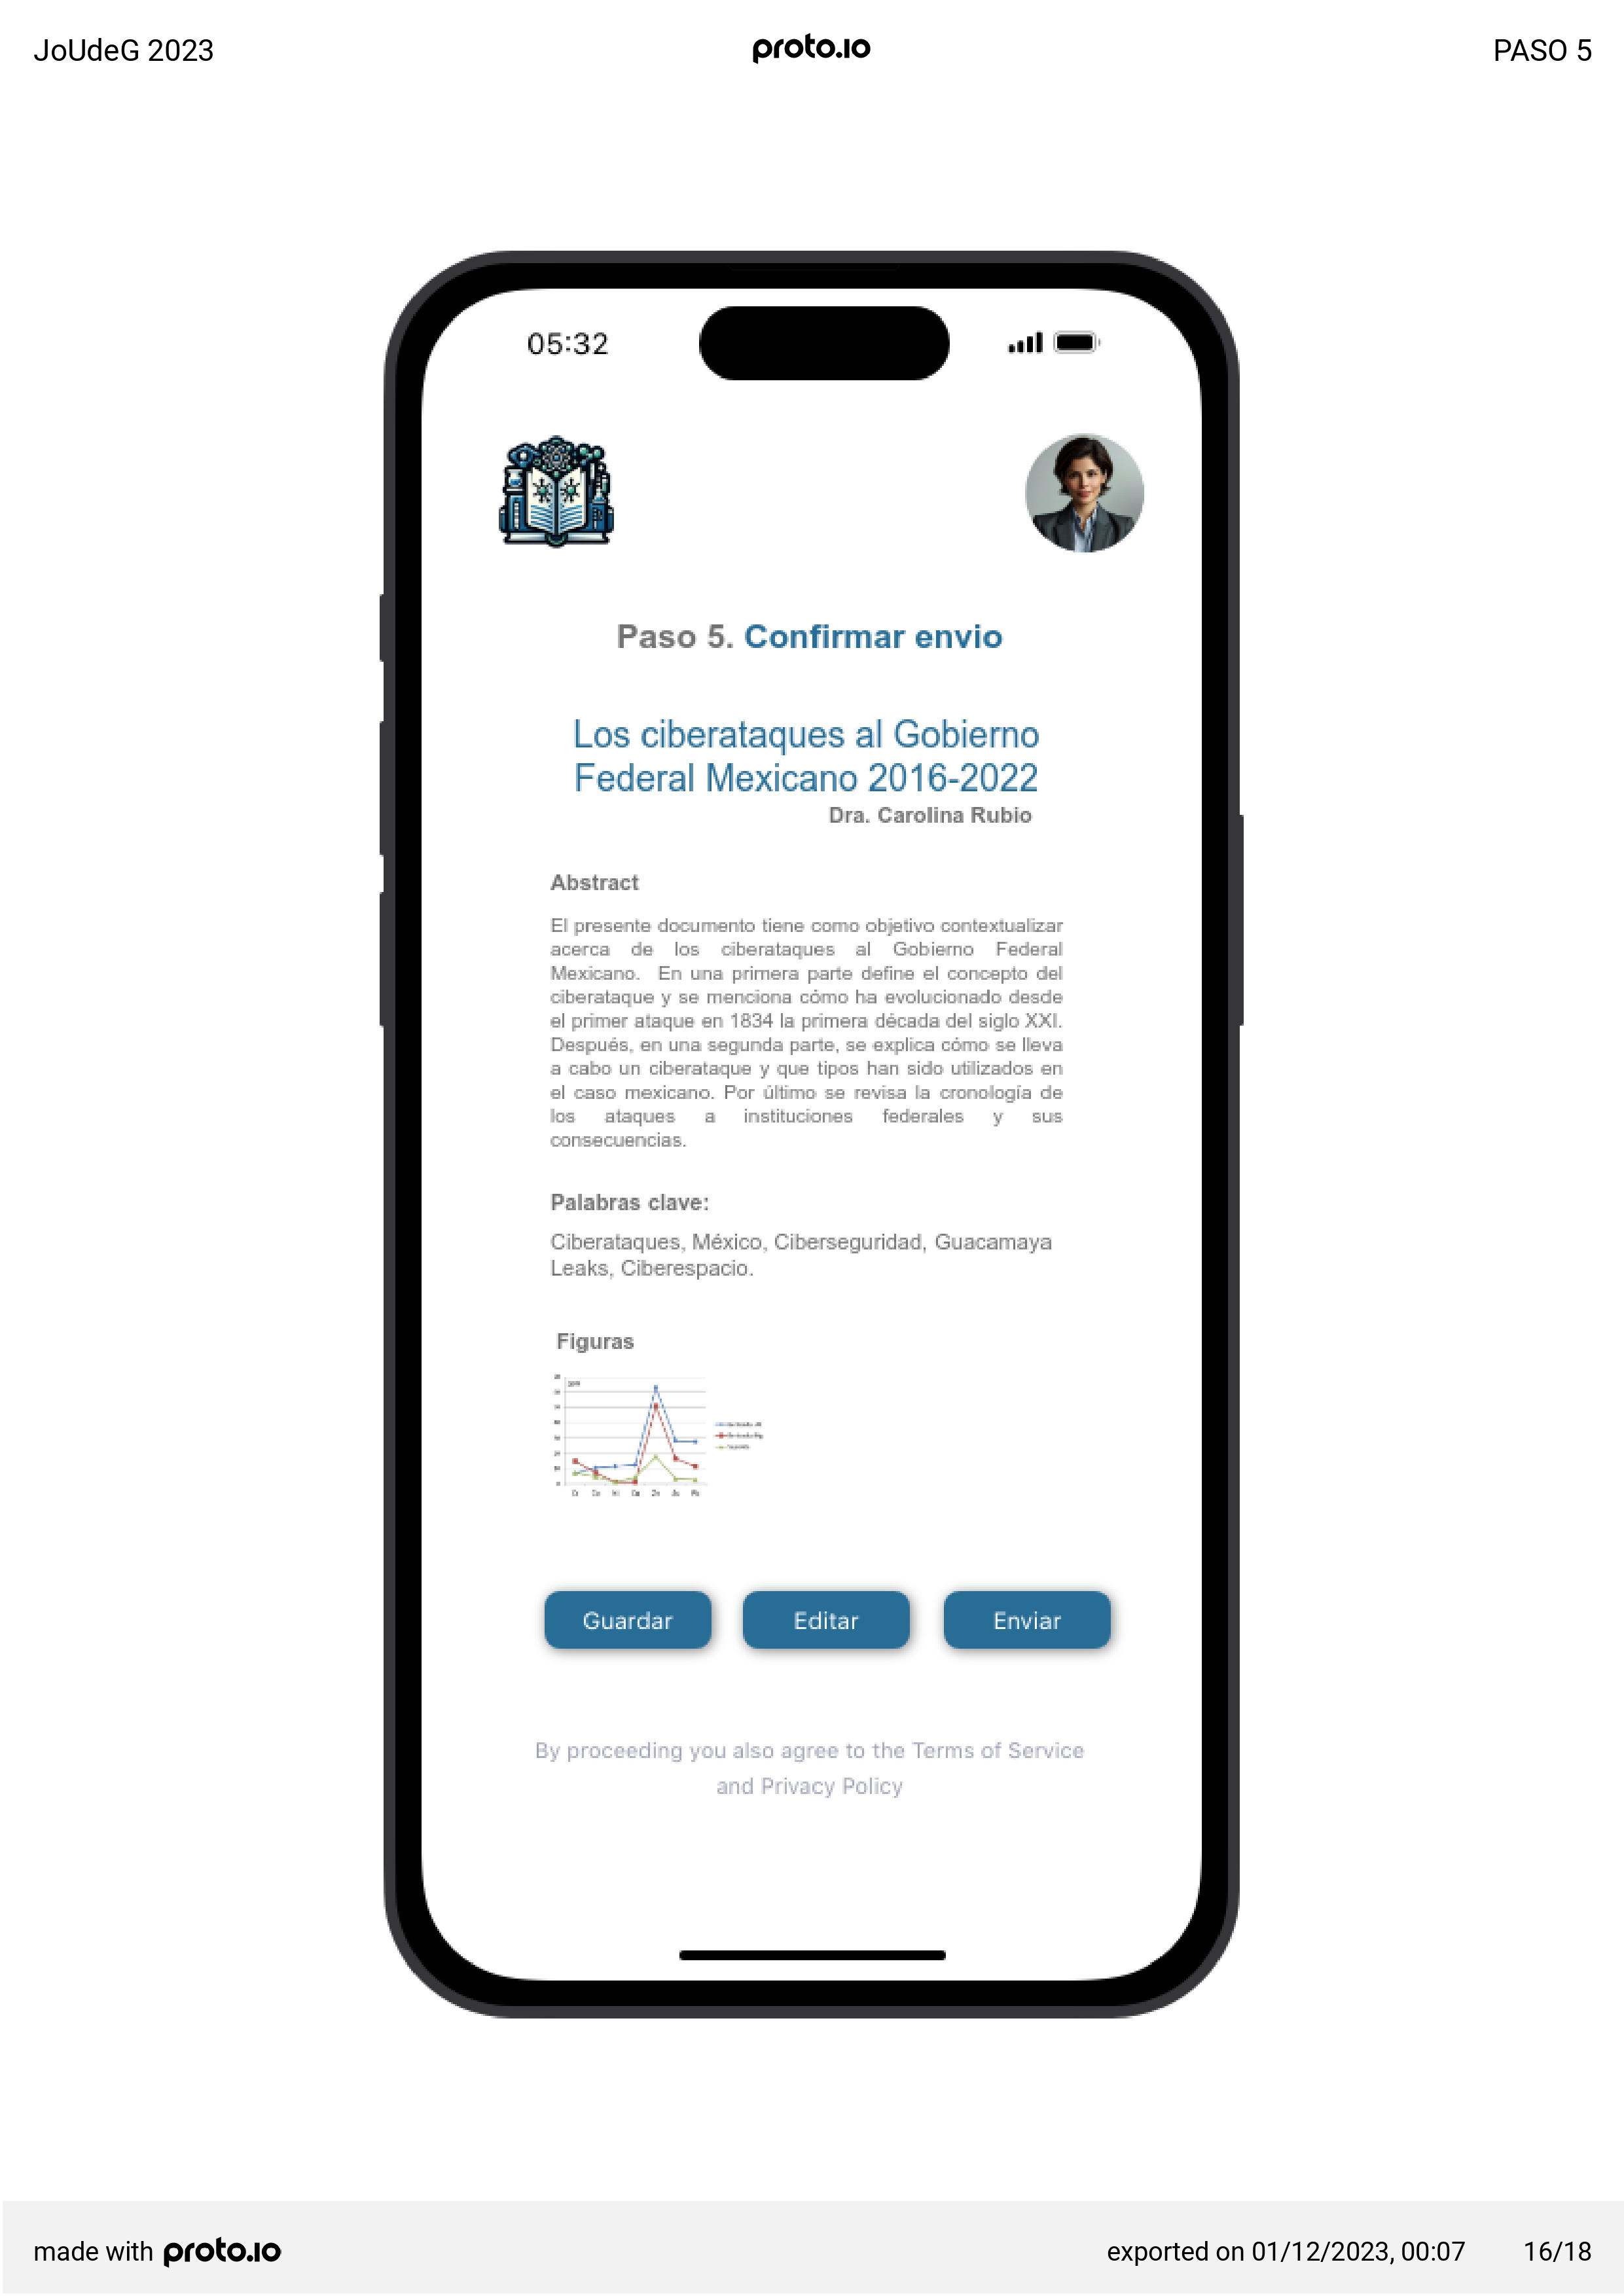 JoUdeG 2023
proto.io
PASO 5
05:32
Paso 5. Confirmar envio
Los ciberataques al Gobierno
Federal Mexicano 2016-2022
Dra. Carolina Rubio
Abstract
El presente documento tiene como objetivo contextualizar
acerca de los ciberataques al Gobierno Federal
Mexicano. En una primera parte define el concepto del
ciberataque y se menciona cómo ha evolucionado desde
el primer ataque en 1834 la primera década del siglo XXI.
Después, en una segunda parte, se explica cómo se lleva
a cabo un ciberataque y que tipos han sido utilizados en
el caso mexicano. Por último se revisa la cronología de
los ataques a instituciones federales y sus
consecuencias.
Palabras clave:
Ciberataques, México, Ciberseguridad, Guacamaya
Leaks, Ciberespacio.
Figuras
Guardar
Editar
Enviar
By proceeding you also agree to the Terms of Service
and Privacy Policy
made with proto.io
exported on 01/12/2023, 00:07
16/18